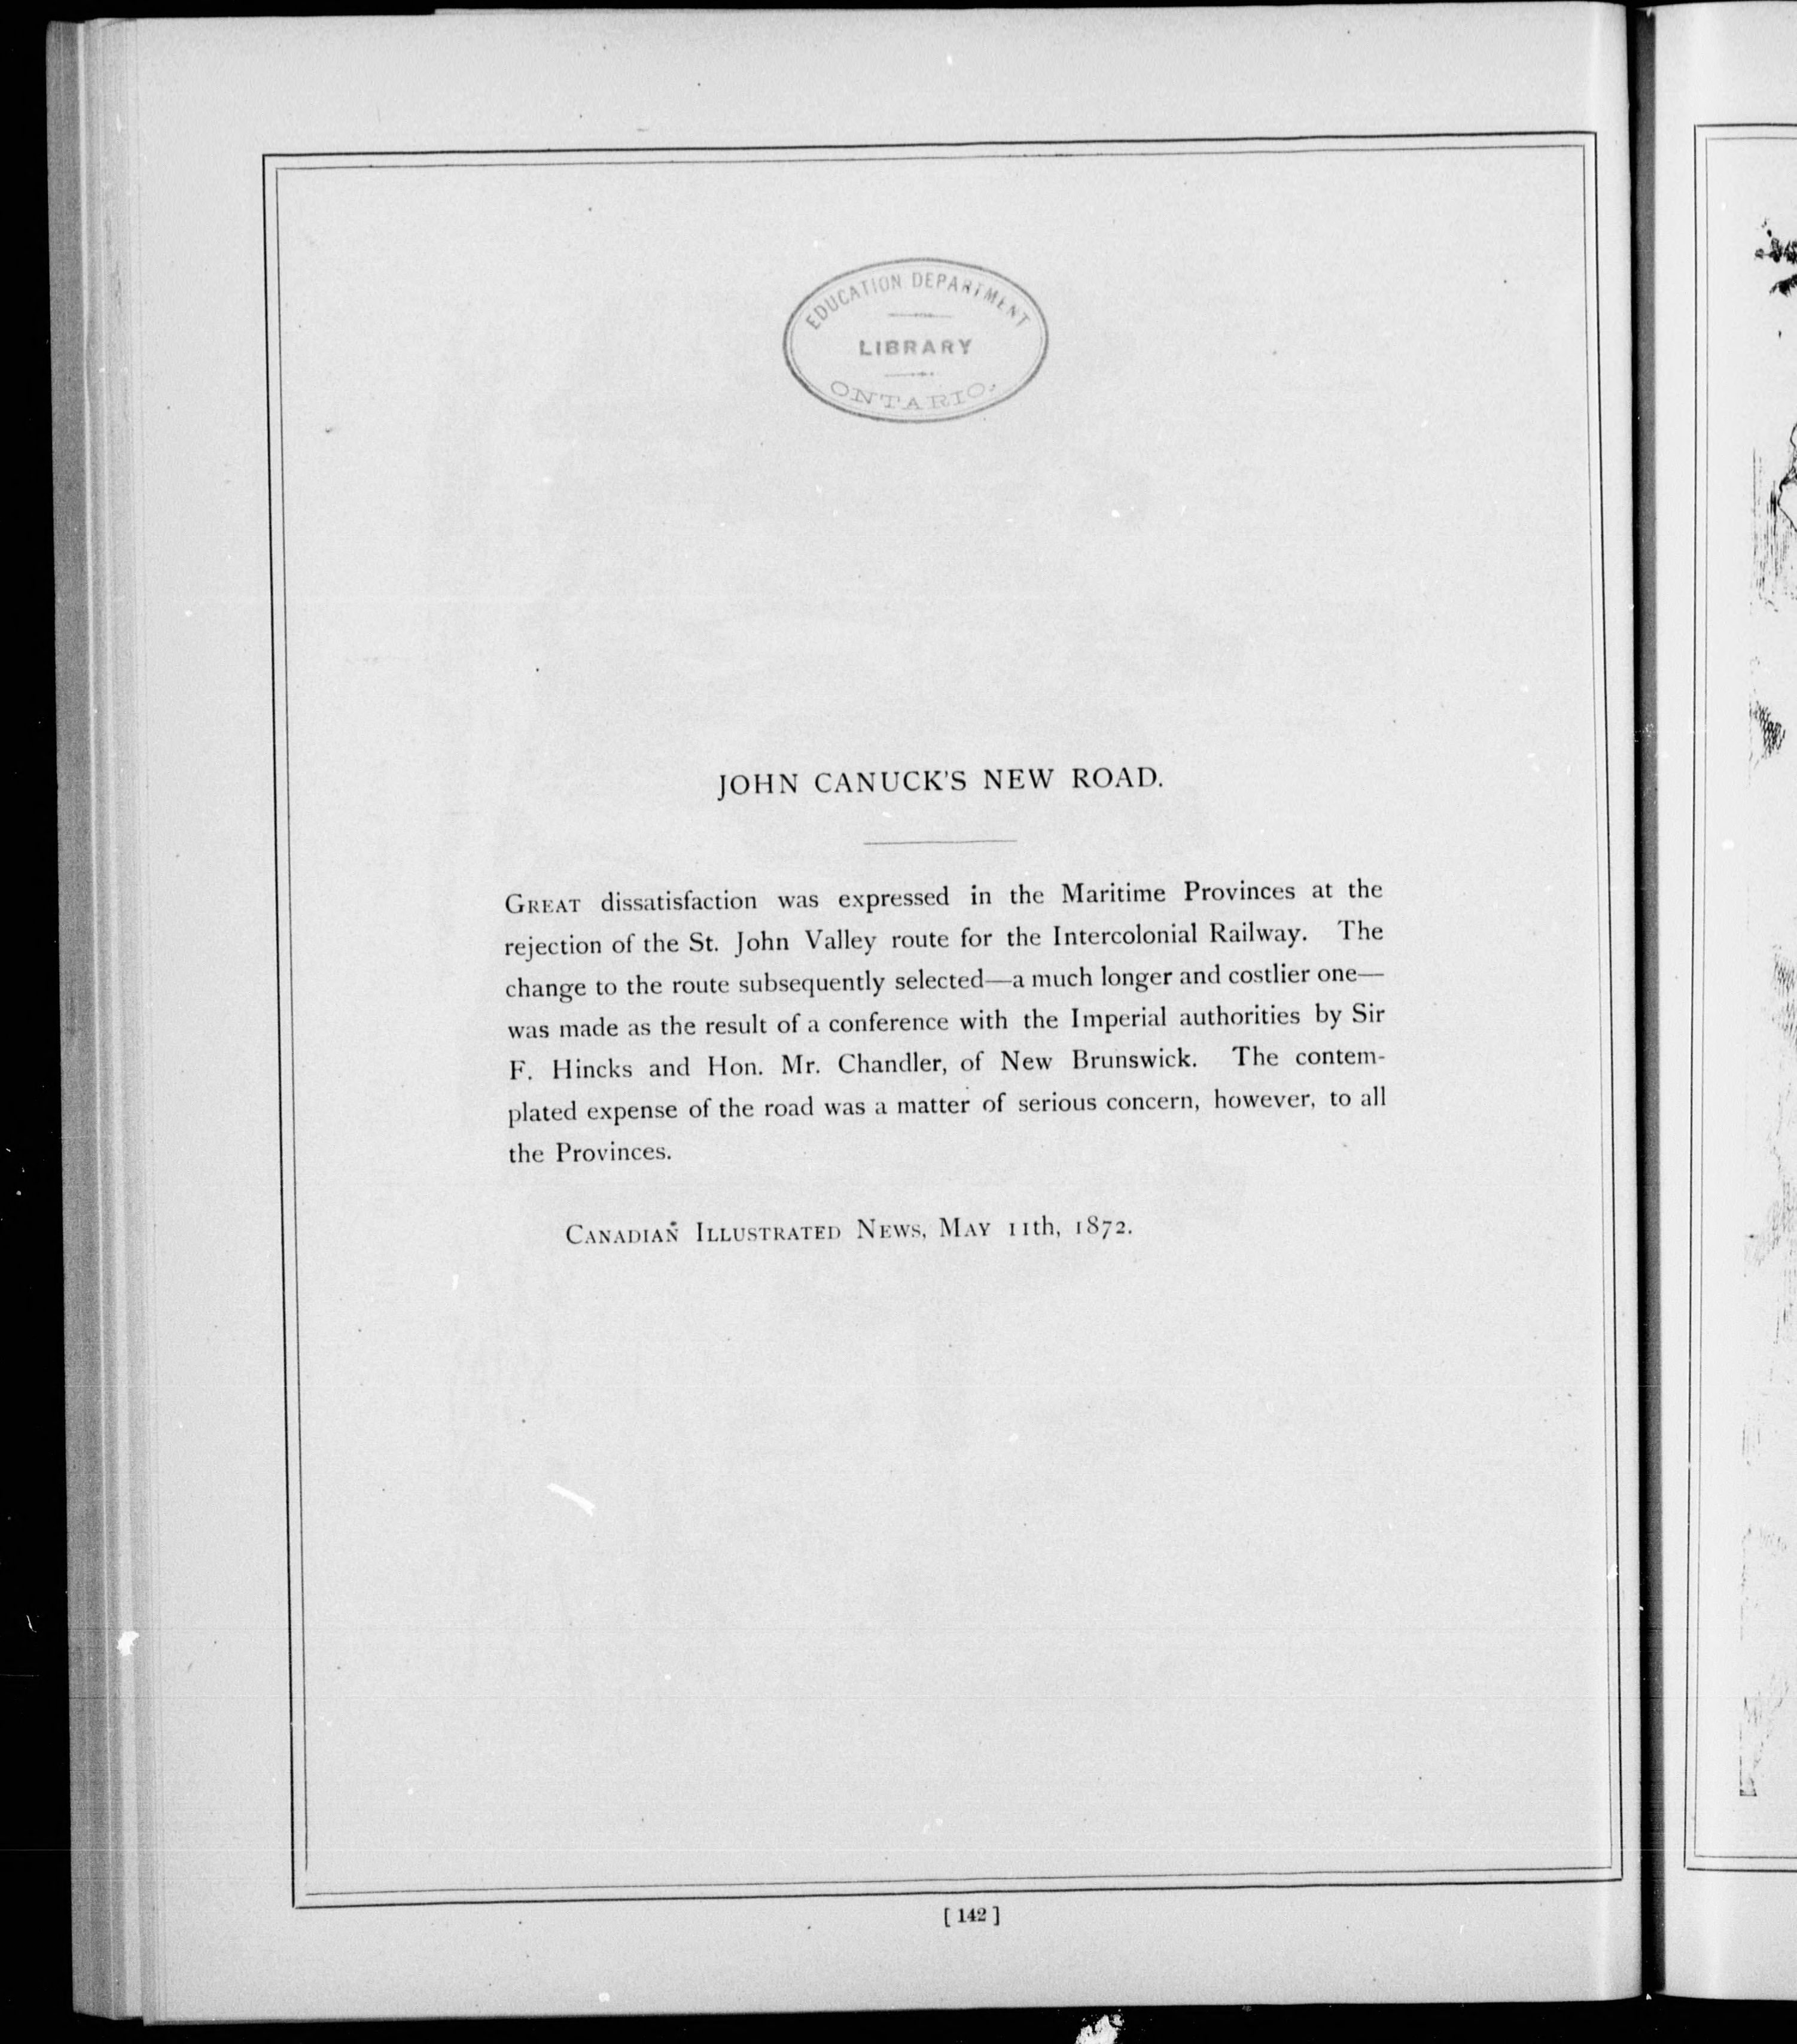 EDUCATION DEPARTMENT
LIBRARY
ONTARIO.
JOHN CANUCK'S NEW ROAD.
GREAT dissatisfaction was expressed in the Maritime Provinces at the
rejection of the St. John Valley route for the Intercolonial Railway. The
change to the route subsequently selected—a much longer and costlier one—
was made as the result of a conference with the Imperial authorities by Sir
F. Hincks and Hon. Mr. Chandler, of New Brunswick. The contem-
plated expense of the road was a matter of serious concern, however, to all
the Provinces.
CANADIAN ILLUSTRATED NEWS, MAY 11th, 1872.
[ 142 ]